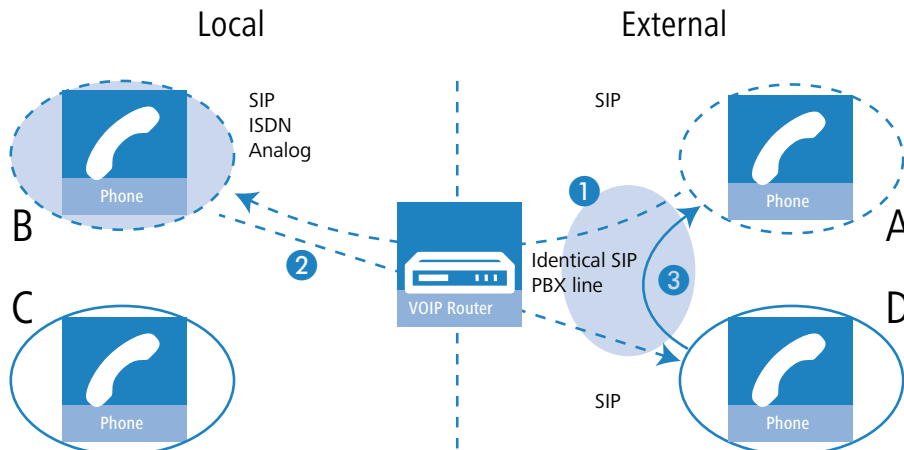 Local
External
SIP
ISDN
Analog
SIP
Phone
Phone
B
A
1
2
Identical SIP
PBX line
3
VOIP Router
C
D
Phone
SIP
Phone